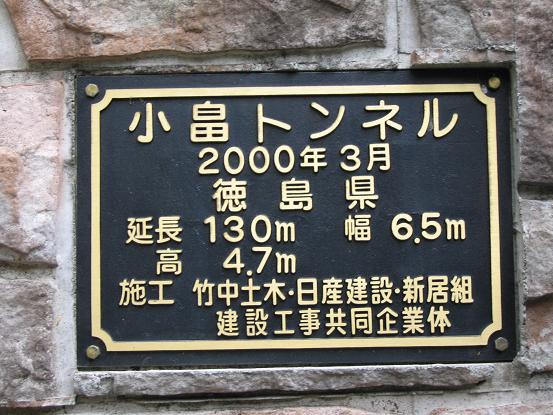 小畠トンネル
2000年 3月
徳島県
延長 130m 幅 6.5m
高 4.7m
施工 竹中土木・日産建設・新居組
建設工事共同企業体